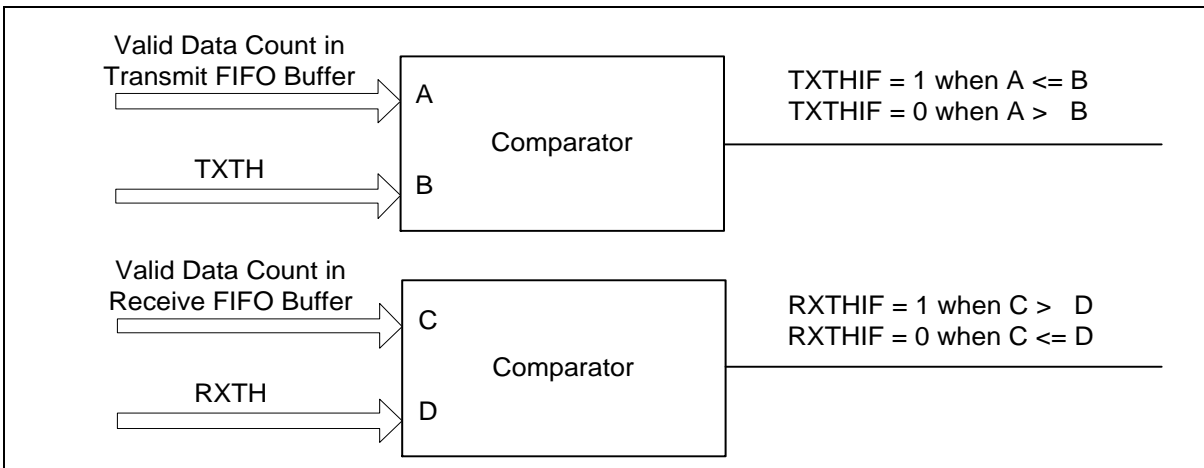 Valid Data Count in
Transmit FIFO Buffer
A
TXTHIF = 1 when A <= B
TXTHIF = 0 when A > B
Comparator
TXTH
B
Valid Data Count in
Receive FIFO Buffer
C
RXTHIF = 1 when C > D
RXTHIF = 0 when C <= D
Comparator
RXTH
D